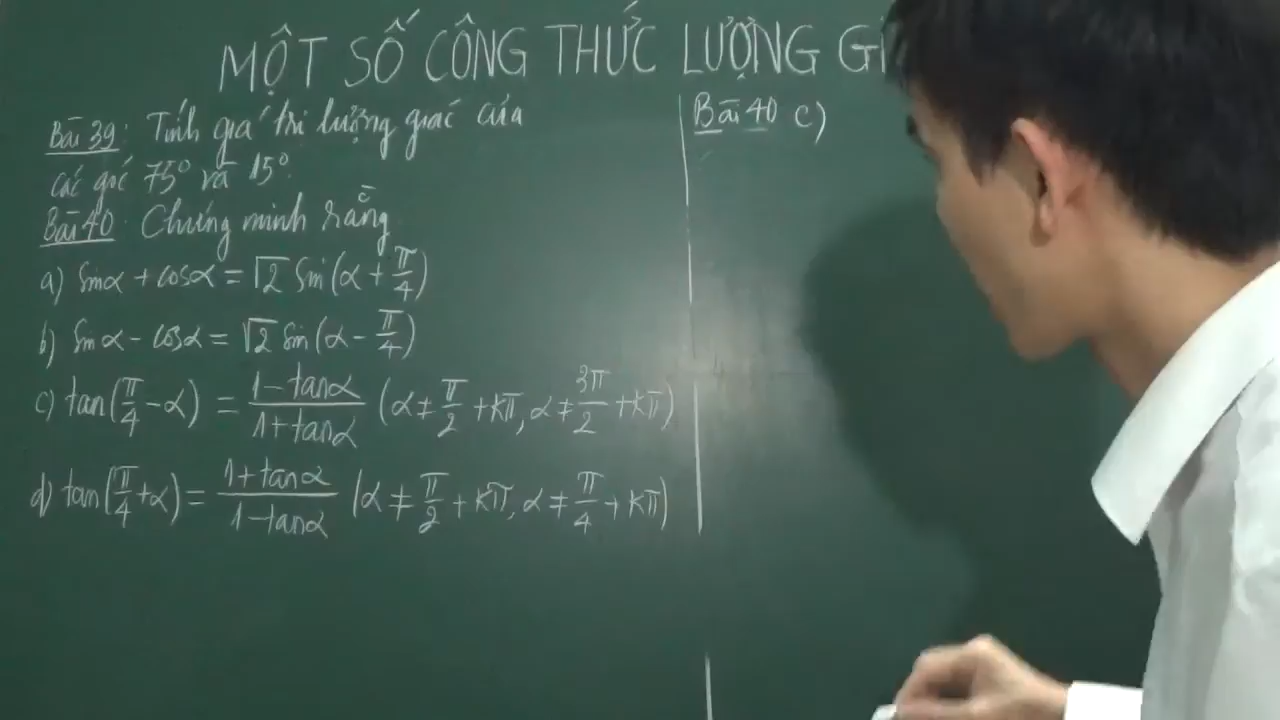 MỘT SỐ CÔNG THỨC LƯỢNG GI
Bài 39: Tính giá trị lượng giác của
các góc 75° và 15°.
Bài 40: Chứng minh rằng
a) sinα + cosα = √2 sin(α + π/4)
b) sinα - cosα = √2 sin(α - π/4)
c) tan(π/4 - α) = (1 - tanα)/(1 + tanα) (α ≠ π/2 + kπ, α ≠ 3π/2 + kπ)
d) tan(π/4 + α) = (1 + tanα)/(1 - tanα) (α ≠ π/2 + kπ, α ≠ π/4 + kπ)
Bài 40 c)